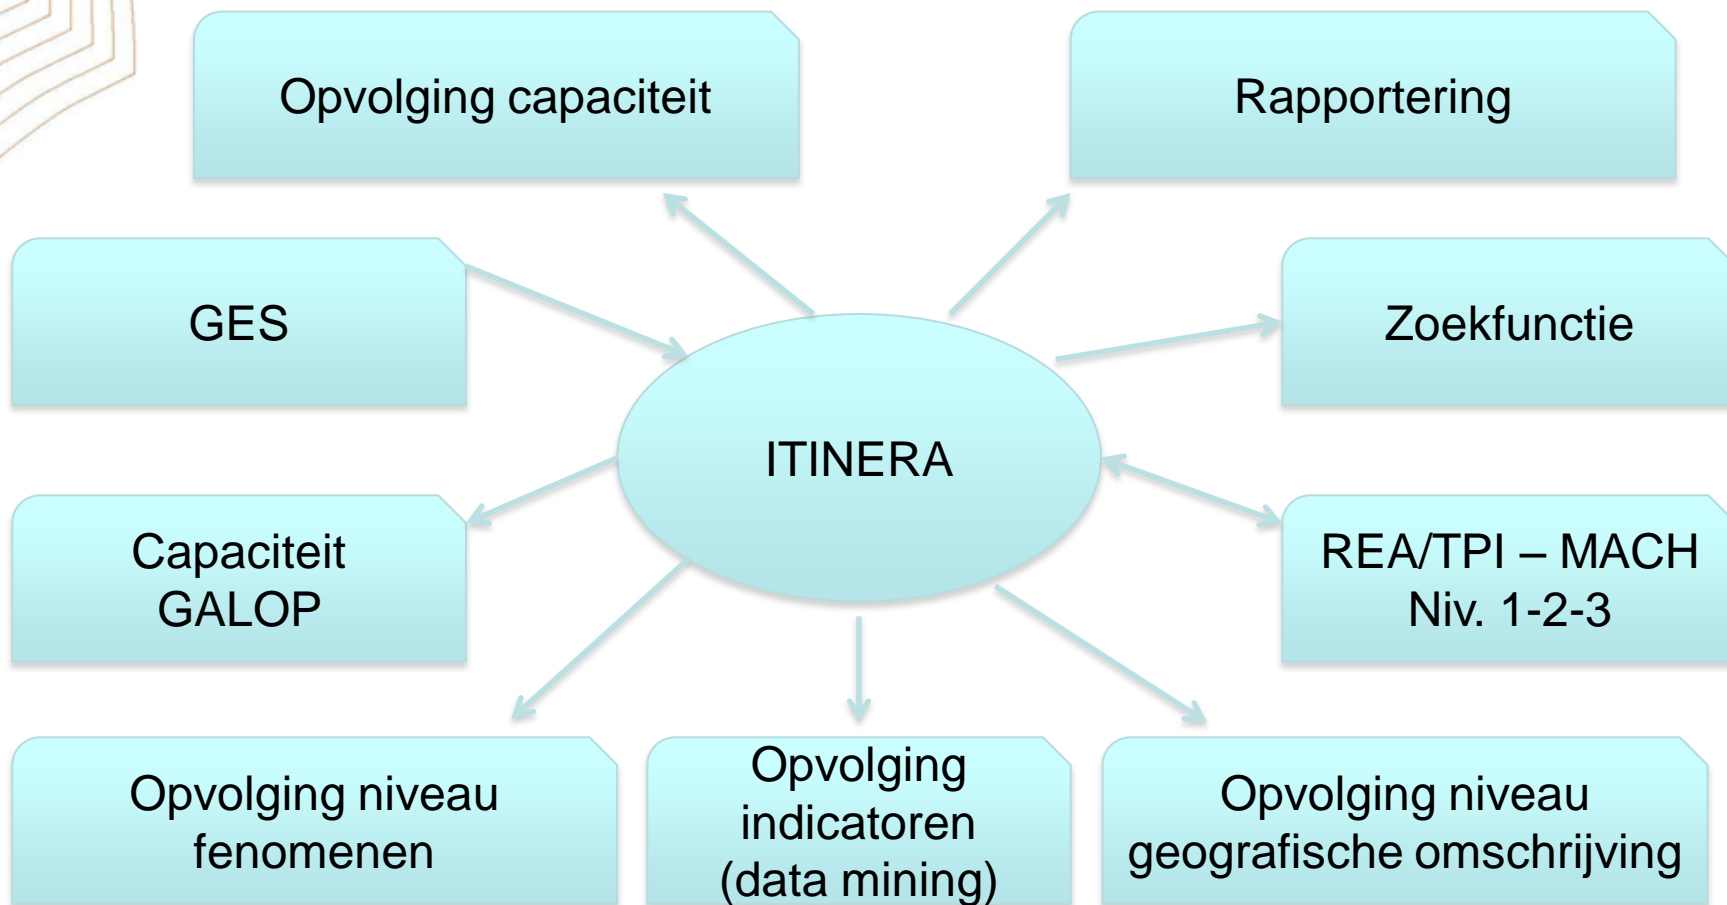 Opvolging capaciteit
Rapportering
GES
Zoekfunctie
ITINERA
Capaciteit
GALOP
REA/TPI – MACH
Niv. 1-2-3
Opvolging niveau
fenomenen
Opvolging
indicatoren
(data mining)
Opvolging niveau
geografische omschrijving